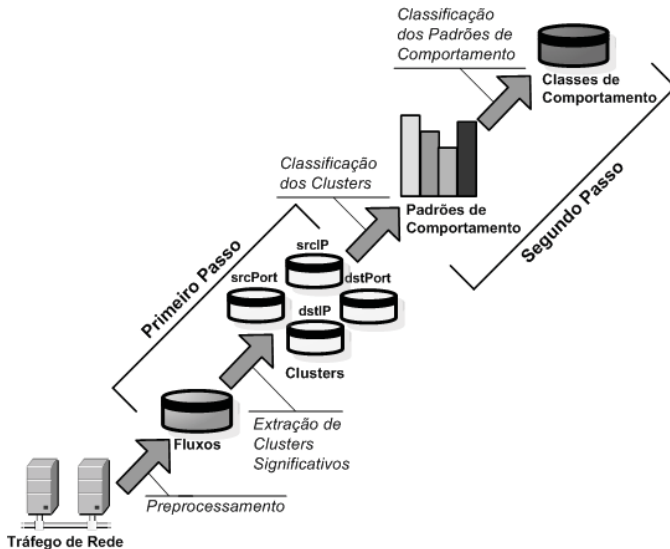 Classificação
dos Padrões de
Comportamento
Classes de
Comportamento
Classificação
dos Clusters
Padrões de
Comportamento
Segundo Passo
Primeiro Passo
srcIP
srcPort
dstPort
dstIP
Clusters
Extração de
Clusters
Significativos
Fluxos
Preprocessamento
Tráfego de Rede